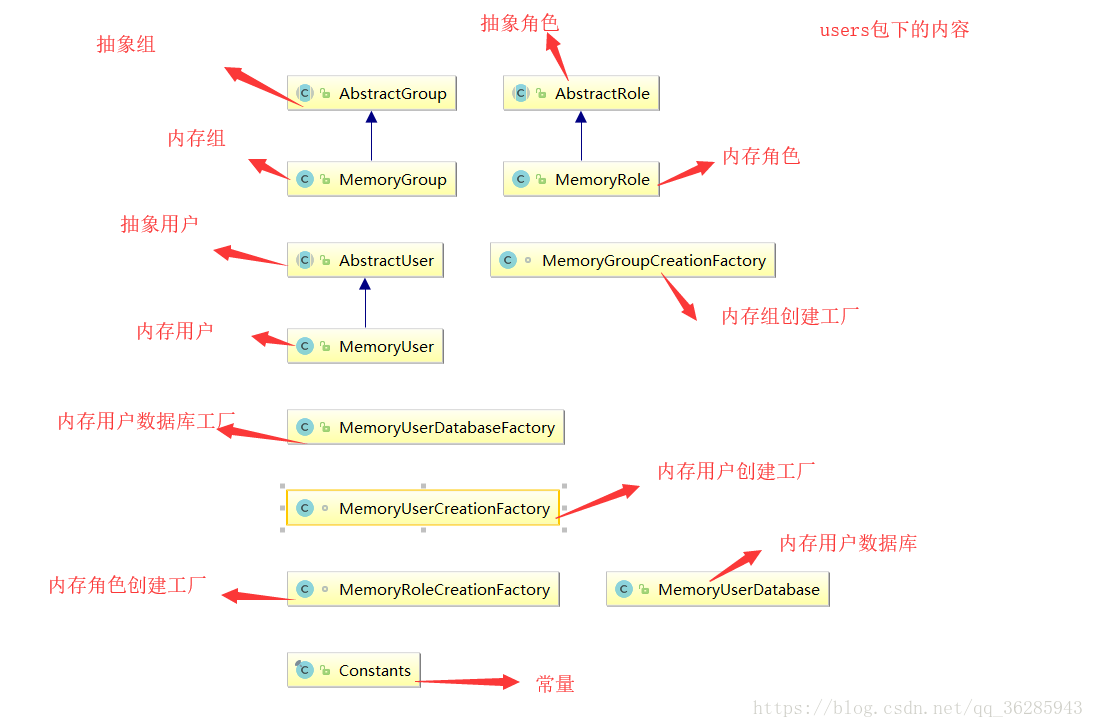 抽象角色
users包下的内容
抽象组
AbstractGroup
AbstractRole
内存组
内存角色
MemoryGroup
MemoryRole
抽象用户
AbstractUser
MemoryGroupCreationFactory
内存用户
内存组创建工厂
MemoryUser
内存用户数据库工厂
MemoryUserDatabaseFactory
内存用户创建工厂
MemoryUserCreationFactory
内存用户数据库
内存角色创建工厂
MemoryRoleCreationFactory
MemoryUserDatabase
Constants
常量
https://blog.csdn.net/qq_36285943